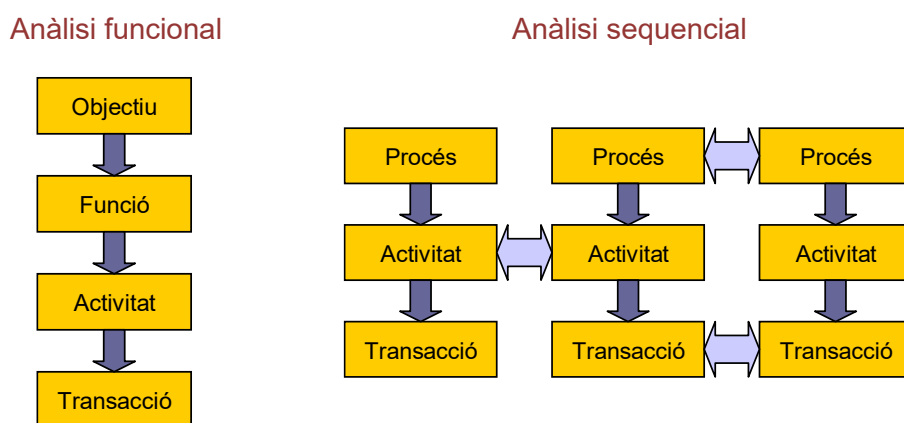 Anàlisi funcional
Anàlisi sequencial
Objectiu
Funció
Activitat
Transacció
Procés
Procés
Procés
Activitat
Activitat
Activitat
Transacció
Transacció
Transacció